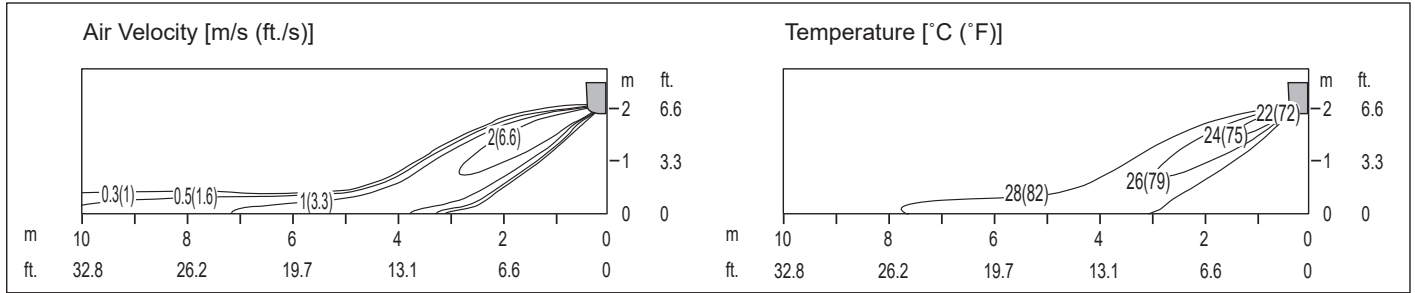 Air Velocity [m/s (ft./s)]
m ft.
2 6.6
2(6.6)
1 3.3
0.3(1) 0.5(1.6) 1(3.3)
0 0
m 10 8 6 4 2 0
ft. 32.8 26.2 19.7 13.1 6.6 0
Temperature [˚C (˚F)]
m ft.
22(72) 2 6.6
24(75)
1 3.3
26(79)
28(82)
0 0
m 10 8 6 4 2 0
ft. 32.8 26.2 19.7 13.1 6.6 0